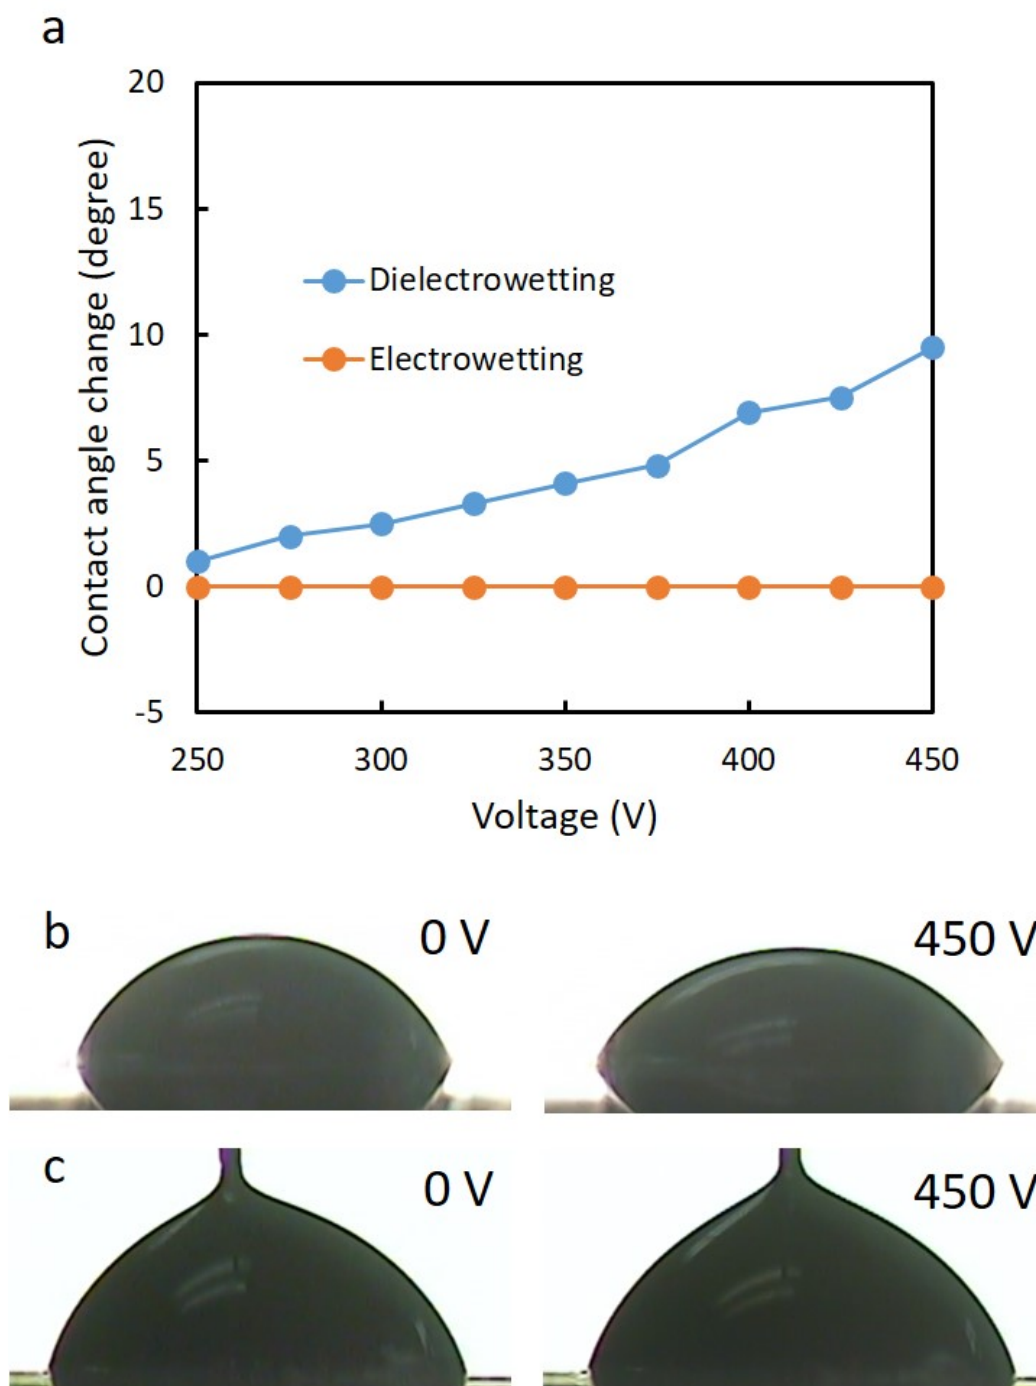 a
Contact angle change (degree)
20
15
10
5
0
-5
Dielectrowetting
Electrowetting
250 300 350 400 450
Voltage (V)
b 0 V 450 V
c 0 V 450 V